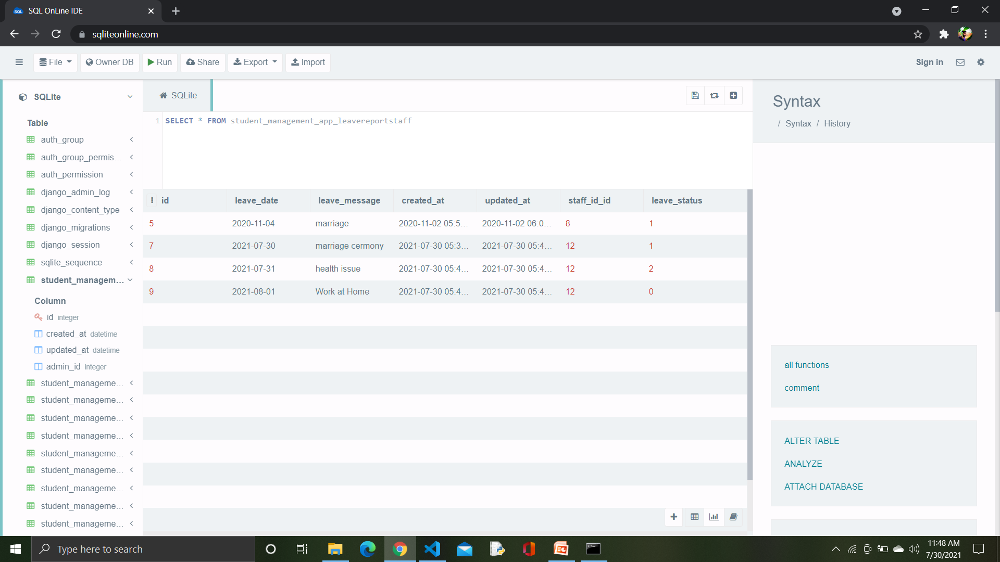 SQL OnLine IDE
sqliteonline.com
File Owner DB Run Share Export Import Sign in
SQLite
Table
auth_group
auth_group_permis...
auth_permission
django_admin_log
django_content_type
django_migrations
django_session
sqlite_sequence
student_managem...
Column
id integer
created_at datetime
updated_at datetime
admin_id integer
student_manageme...
student_manageme...
student_manageme...
student_manageme...
student_manageme...
student_manageme...
student_manageme...
student_manageme...
student_manageme...
SQLite
1 SELECT * FROM student_management_app_leavereportstaff
id leave_date leave_message created_at updated_at staff_id_id leave_status
5 2020-11-04 marriage 2020-11-02 05:5... 2020-11-02 06:0... 8 1
7 2021-07-30 marriage cermony 2021-07-30 05:3... 2021-07-30 05:4... 12 1
8 2021-07-31 health issue 2021-07-30 05:4... 2021-07-30 05:4... 12 2
9 2021-08-01 Work at Home 2021-07-30 05:4... 2021-07-30 05:4... 12 0
Syntax
/ Syntax / History
all functions
comment
ALTER TABLE
ANALYZE
ATTACH DATABASE
Type here to search
11:48 AM
7/30/2021